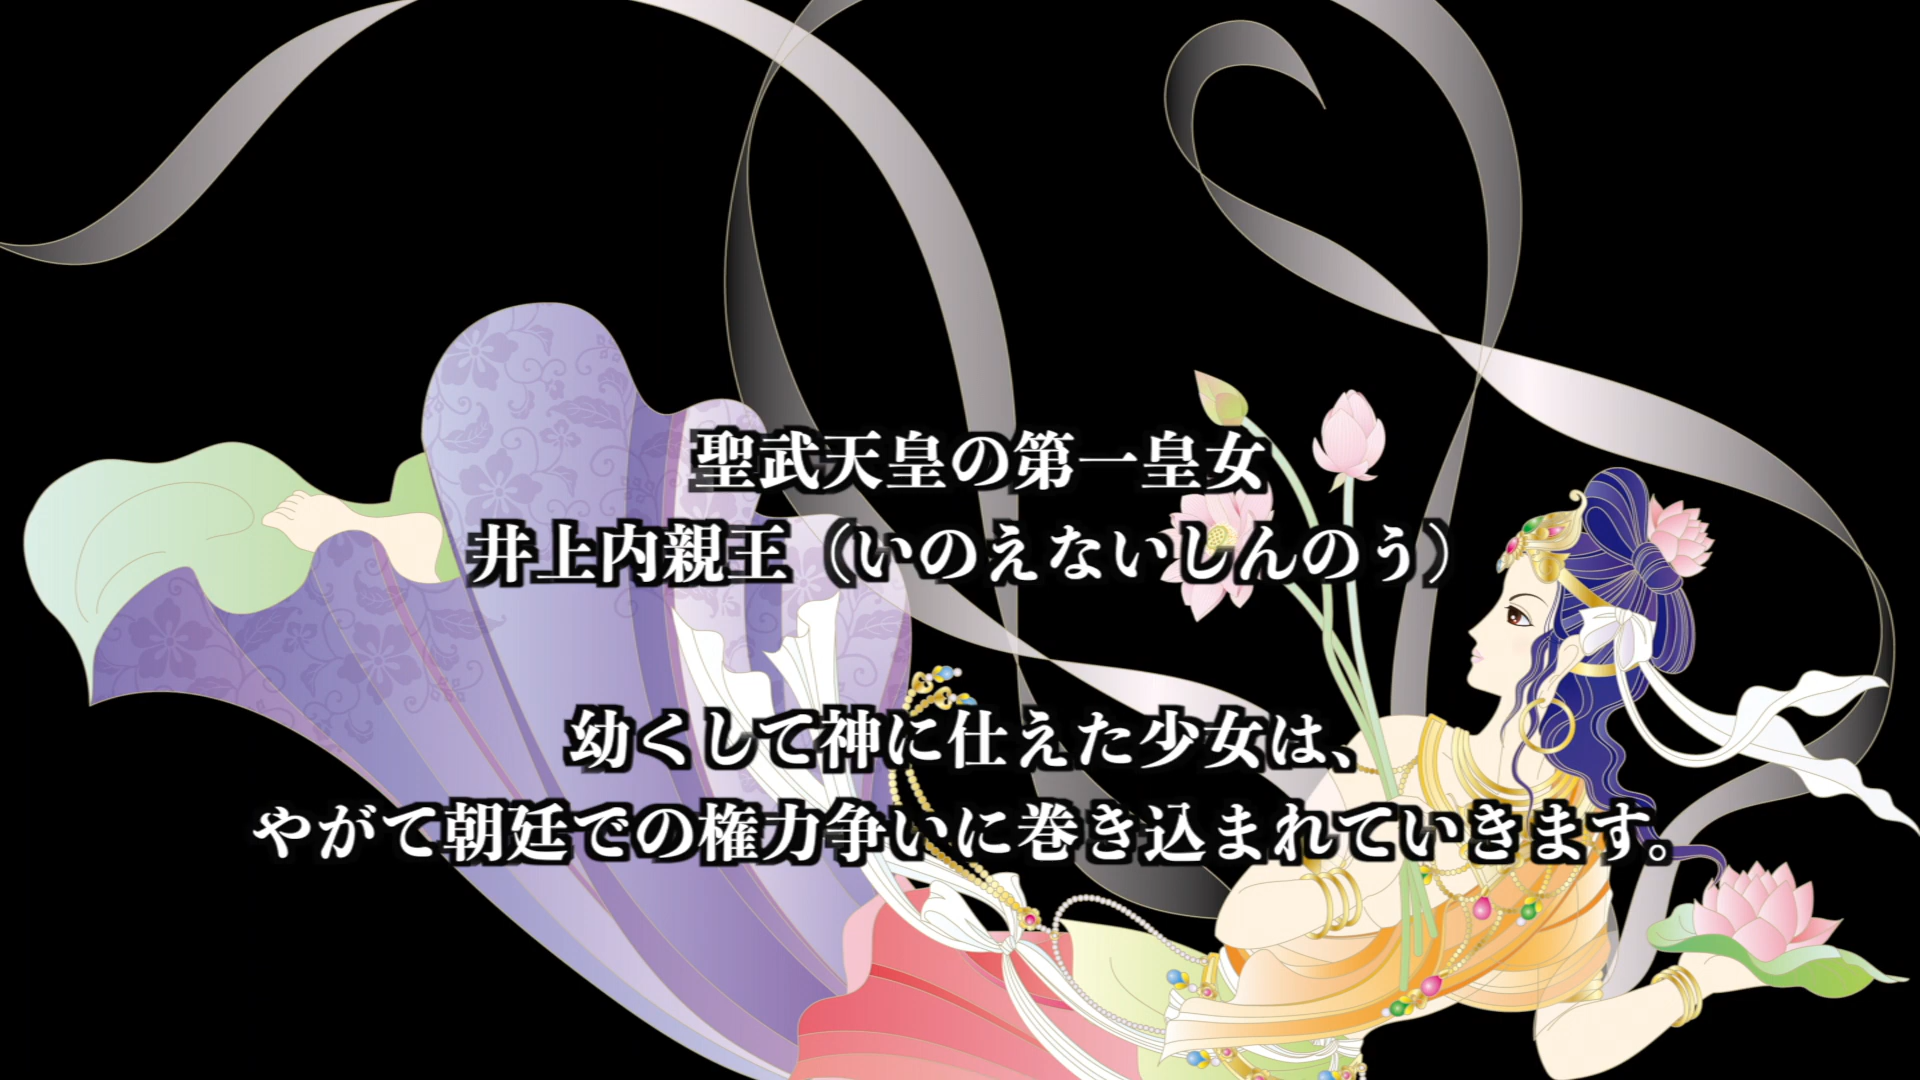 聖武天皇の第一皇女
井上内親王（いのえないしんのう）
幼くして神に仕えた少女は、
やがて朝廷での権力争いに巻き込まれていきます。